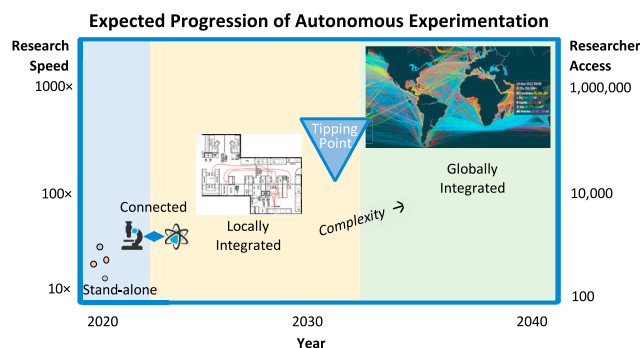 Expected Progression of Autonomous Experimentation
Research
Speed
Researcher
Access
1000×
1,000,000
Tipping
Point
Globally
Integrated
100×
10,000
Connected
Complexity
Locally
Integrated
10×
Stand-alone
100
2020
2030
2040
Year